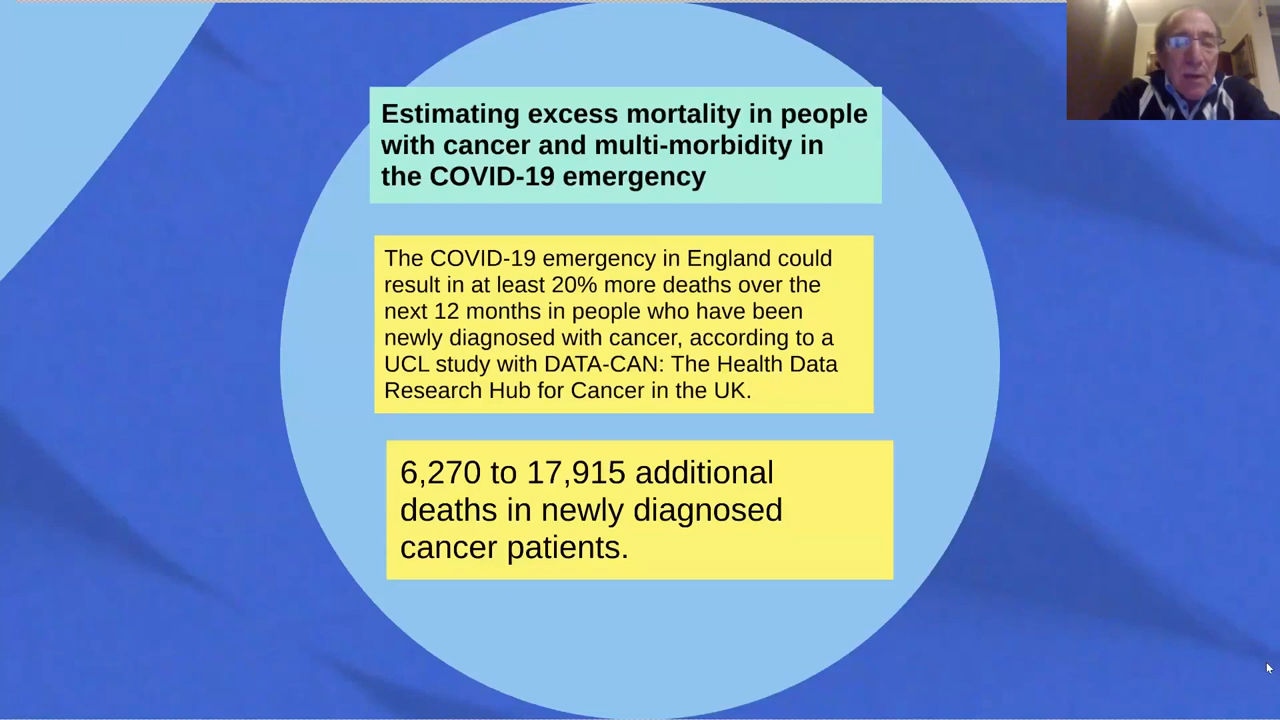 Estimating excess mortality in people
with cancer and multi-morbidity in
the COVID-19 emergency
The COVID-19 emergency in England could
result in at least 20% more deaths over the
next 12 months in people who have been
newly diagnosed with cancer, according to a
UCL study with DATA-CAN: The Health Data
Research Hub for Cancer in the UK.
6,270 to 17,915 additional
deaths in newly diagnosed
cancer patients.